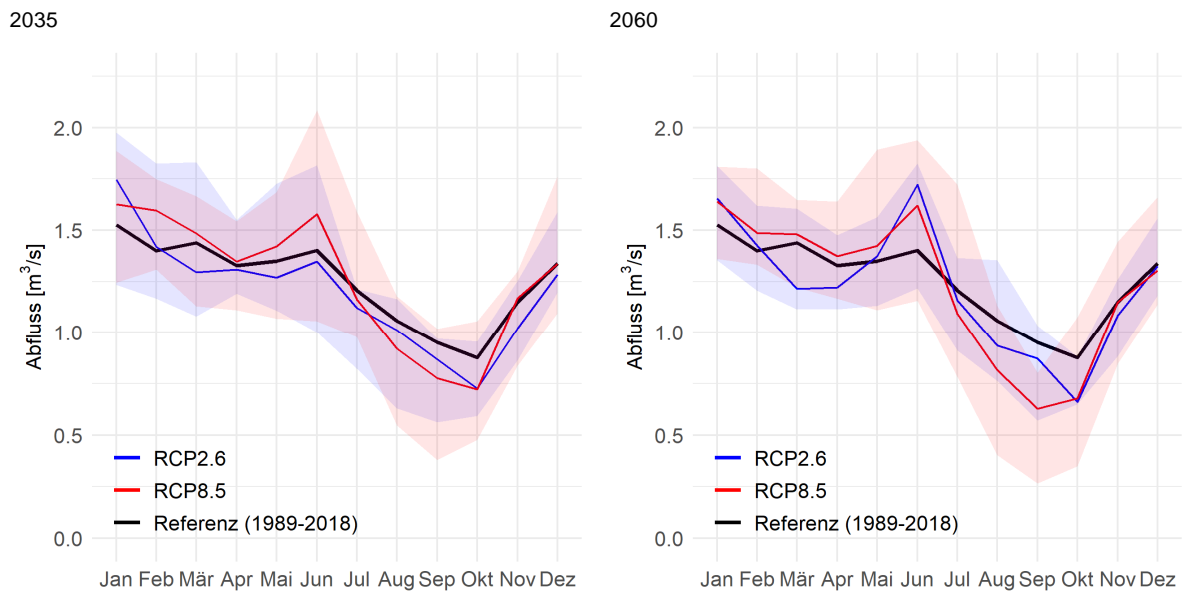 2035
Abfluss [m³/s]
2.0
1.5
1.0
0.5
0.0
RCP2.6
RCP8.5
Referenz (1989-2018)
Jan Feb Mär Apr Mai Jun Jul Aug Sep Okt Nov Dez
2060
Abfluss [m³/s]
2.0
1.5
1.0
0.5
0.0
RCP2.6
RCP8.5
Referenz (1989-2018)
Jan Feb Mär Apr Mai Jun Jul Aug Sep Okt Nov Dez